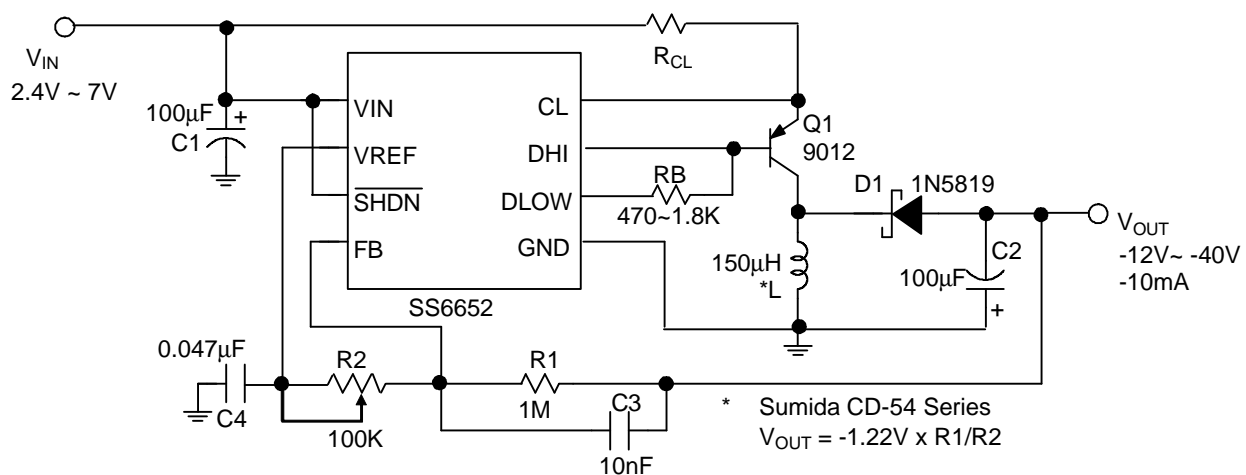 V_IN
2.4V ~ 7V
R_CL
100μF
+
C1
VIN
VREF
SHDN
FB
CL
DHI
DLOW
GND
SS6652
RB
470~1.8K
Q1
9012
D1
1N5819
150μH
*L
C2
100μF
+
V_OUT
-12V~ -40V
-10mA
0.047μF
C4
R2
100K
R1
1M
C3
10nF
* Sumida CD-54 Series
V_OUT = -1.22V x R1/R2